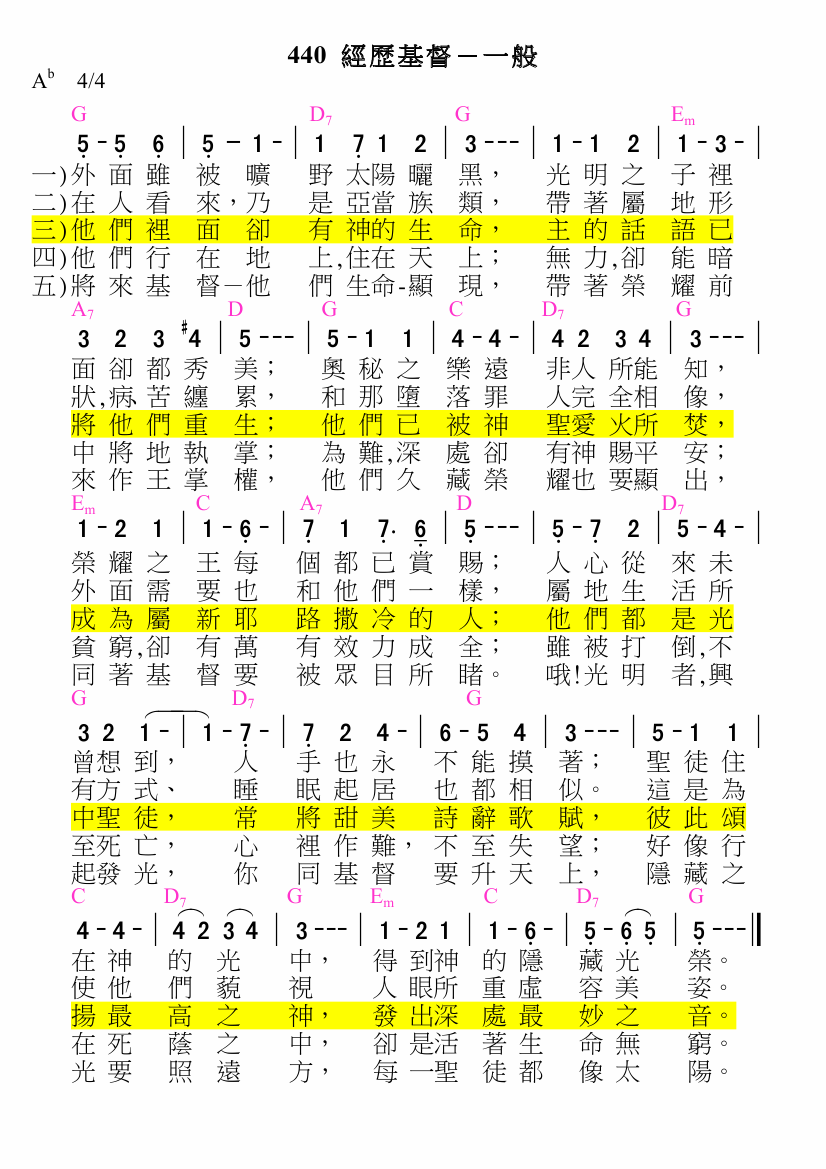 440 經歷基督－一般
A♭ 4/4
G D7 G Em
5 - 5 6 | 5 - 1 - | 1 7 1 2 | 3 - - - | 1 - 1 2 | 1 - 3 - |
一)外面雖被曠野太陽曬黑，光明之子裡
二)在人看來，乃是亞當族類，帶著屬地形
三)他們裡面卻有神的生命，主的話語已
四)他們行在地上,住在天上；無力,卻能暗
五)將來基督－他們生命-顯現，帶著榮耀前
A7 D G C D7 G
3 2 3 #4 | 5 - - - | 5 - 1 1 | 4 - 4 - | 4 2 3 4 | 3 - - - |
面卻都秀美；奧秘之樂遠非人所能知，
狀,病、苦纏累，和那墮落罪人完全相像，
將他們重生；他們已被神聖愛火所焚，
中將地執掌；為難,深處卻有神賜平安；
來作王掌權，他們久藏榮耀也要顯出，
Em C A7 D D7
1 - 2 1 | 1 - 6 - | 7 1 7. 6 | 5 - - - | 5 - 7 2 | 5 - 4 - |
榮耀之王每個都已賞賜；人心從來未
外面需要也和他們一樣，屬地生活所
成為屬新耶路撒冷的人；他們都是光
貧窮,卻有萬有效力成全；雖被打倒,不
同著基督要被眾目所睹。哦!光明者,興
G D7 G
3 2 1 - | 1 - 7 - | 7 2 4 - | 6 - 5 4 | 3 - - - | 5 - 1 1 |
曾想到，人手也永不能摸著；聖徒住
有方式、睡眠起居也都相似。這是為
中聖徒，常將甜美詩辭歌賦，彼此頌
至死亡，心裡作難，不至失望；好像行
起發光，你同基督要升天上，隱藏之
C D7 G Em C D7 G
4 - 4 - | 4 2 3 4 | 3 - - - | 1 - 2 1 | 1 - 6 - | 5 - 6 5 | 5 - - - ‖
在神的光中，得到神的隱藏光榮。
使他們藐視人眼所重虛容美姿。
揚最高之神，發出深處最妙之音。
在死蔭之中，卻是活著生命無窮。
光要照遠方，每一聖徒都像太陽。